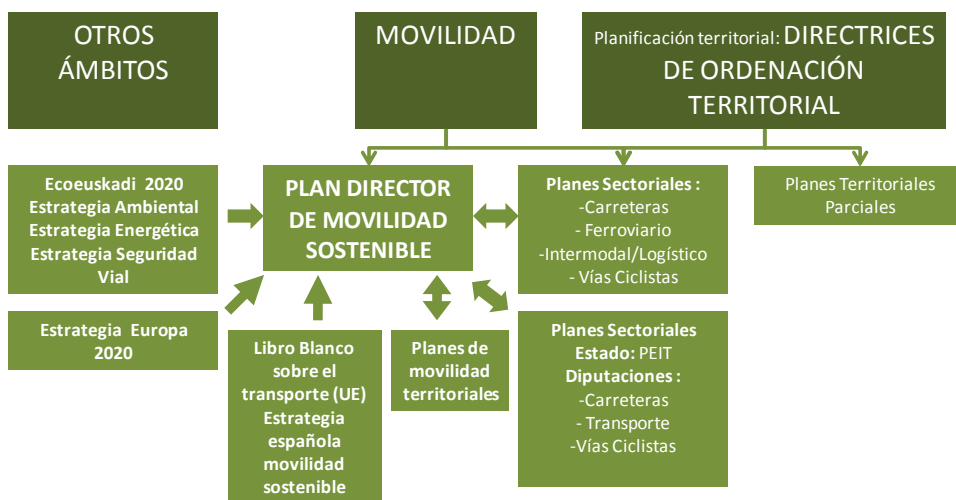 OTROS
ÁMBITOS
MOVILIDAD
Planificación territorial: DIRECTRICES
DE ORDENACIÓN
TERRITORIAL
Ecoeuskadi 2020
Estrategia Ambiental
Estrategia Energética
Estrategia Seguridad
Vial
PLAN DIRECTOR
DE MOVILIDAD
SOSTENIBLE
Planes Sectoriales :
-Carreteras
- Ferroviario
-Intermodal/Logístico
- Vías Ciclistas
Planes Territoriales
Parciales
Estrategia Europa
2020
Libro Blanco
sobre el
transporte (UE)
Estrategia
española
movilidad
sostenible
Planes de
movilidad
territoriales
Planes Sectoriales
Estado: PEIT
Diputaciones :
-Carreteras
- Transporte
-Vías Ciclistas